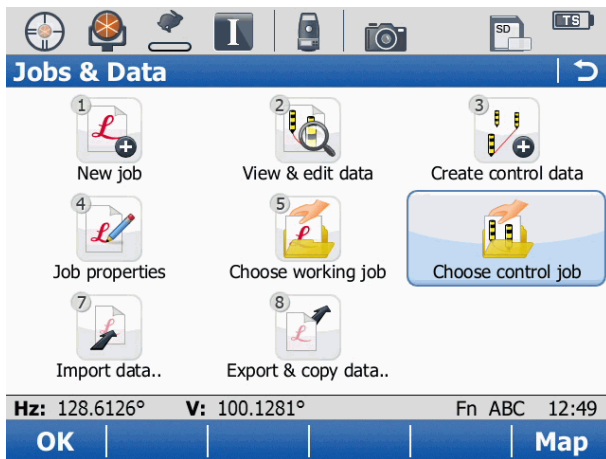 I
SD
TS
Jobs & Data
1
2
3
New job
View & edit data
Create control data
4
5
Job properties
Choose working job
Choose control job
7
8
Import data..
Export & copy data..
Hz: 128.6126° V: 100.1281° Fn ABC 12:49
OK Map